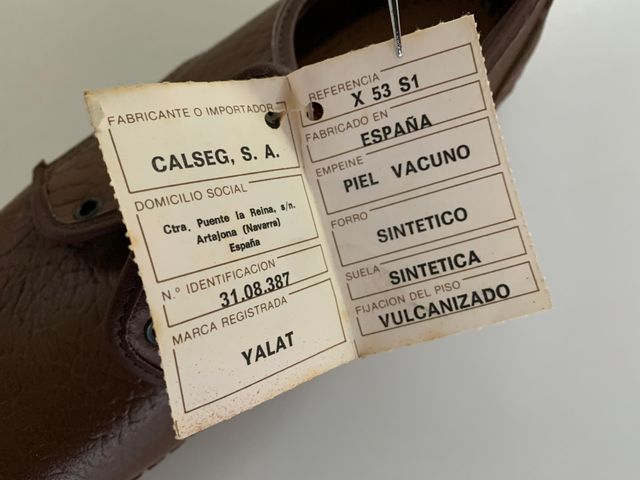 FABRICANTE O IMPORTADOR
CALSEG, S. A.
DOMICILIO SOCIAL
Ctra. Puente la Reina, s/n.
Artajona (Navarra)
España
N.º IDENTIFICACION
31.08.387
MARCA REGISTRADA
YALAT
REFERENCIA
X 53 S1
FABRICADO EN
ESPAÑA
EMPEINE
PIEL VACUNO
FORRO
SINTETICO
SUELA
SINTETICA
FIJACION DEL PISO
VULCANIZADO